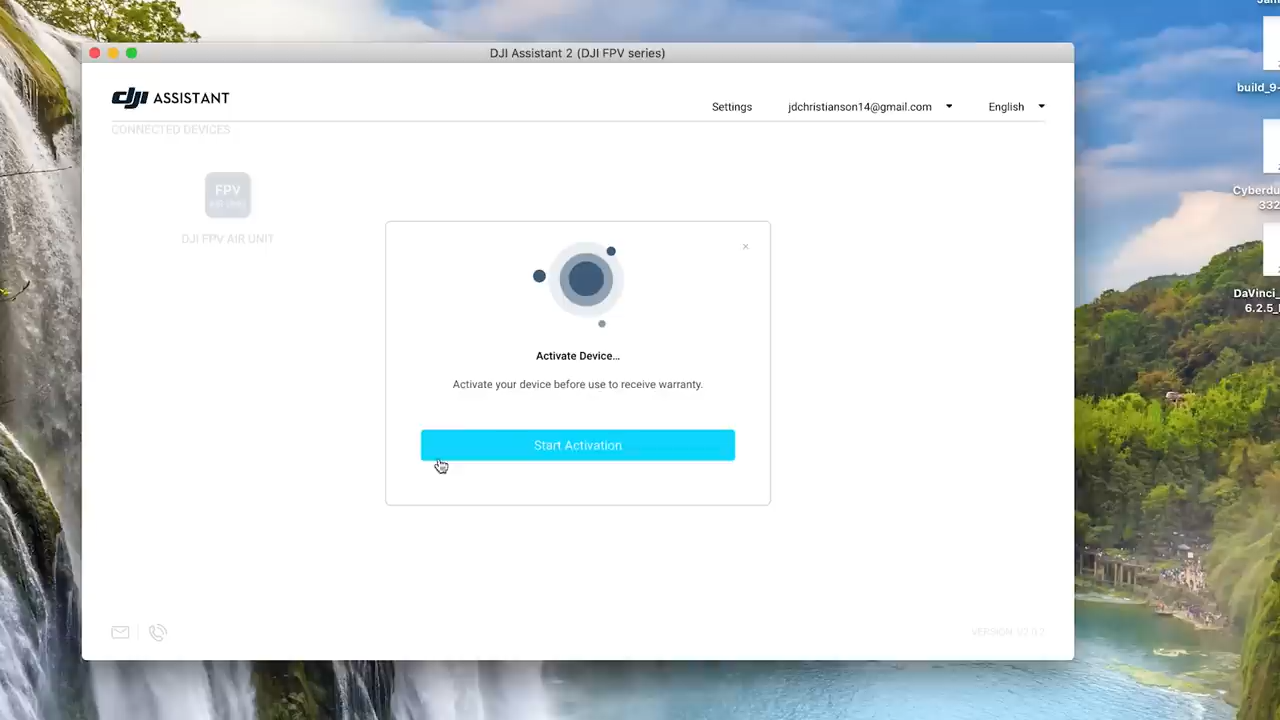 DJI Assistant 2 (DJI FPV series)
dji ASSISTANT
Settings
jdchristianson14@gmail.com
English
CONNECTED DEVICES
FPV
AIR UNIT
DJI FPV AIR UNIT
Activate Device...
Activate your device before use to receive warranty.
Start Activation
build_9-
Cyberdu
332
DaVinci_
6.2.5_